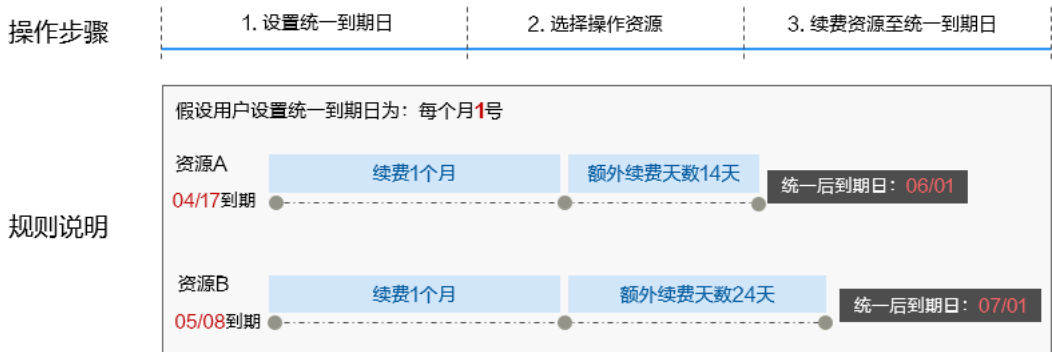 操作步骤
1. 设置统一到期日
2. 选择操作资源
3. 续费资源至统一到期日
规则说明
假设用户设置统一到期日为：每个月1号
资源A
续费1个月
额外续费天数14天
04/17到期
统一后到期日：06/01
资源B
续费1个月
额外续费天数24天
05/08到期
统一后到期日：07/01